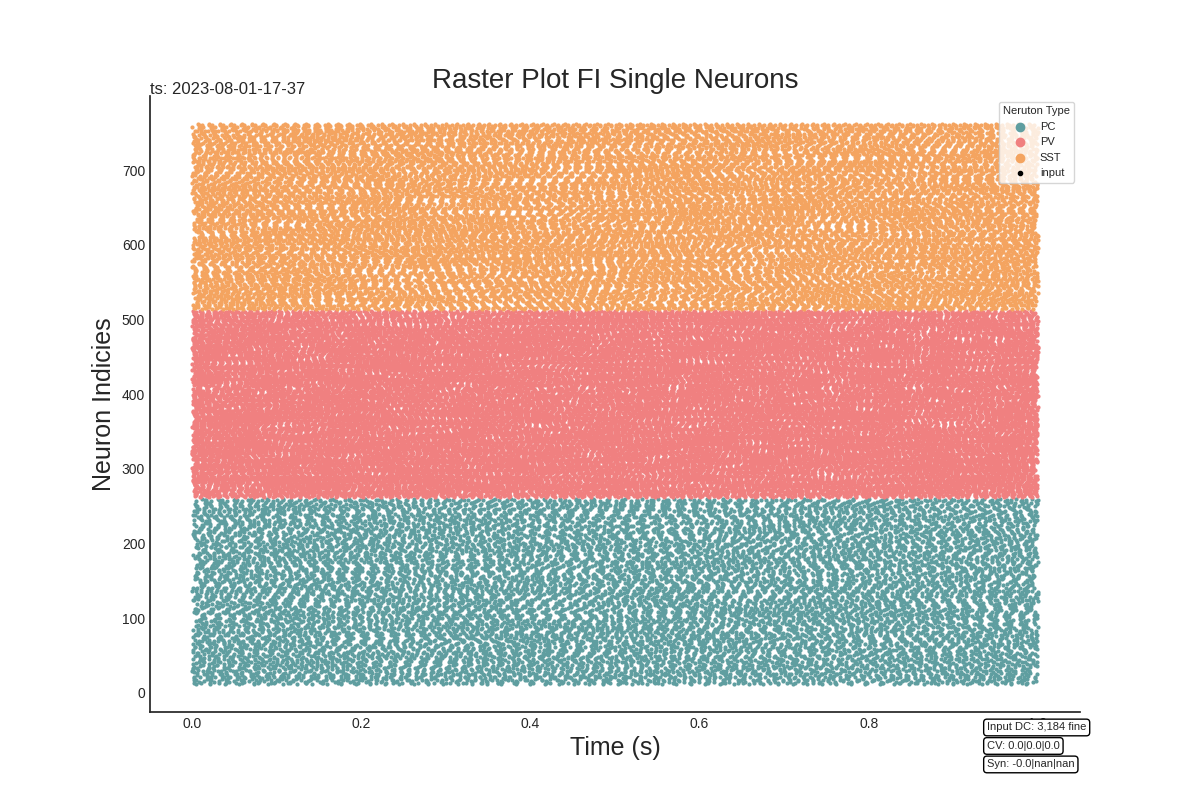 Raster Plot FI Single Neurons
ts: 2023-08-01-17-37
Neruton Type
PC
PV
SST
input
Neuron Indicies
700
600
500
400
300
200
100
0
0.0 0.2 0.4 0.6 0.8
Time (s)
Input DC: 3,184 fine
CV: 0.0|0.0|0.0
Syn: -0.0|nan|nan